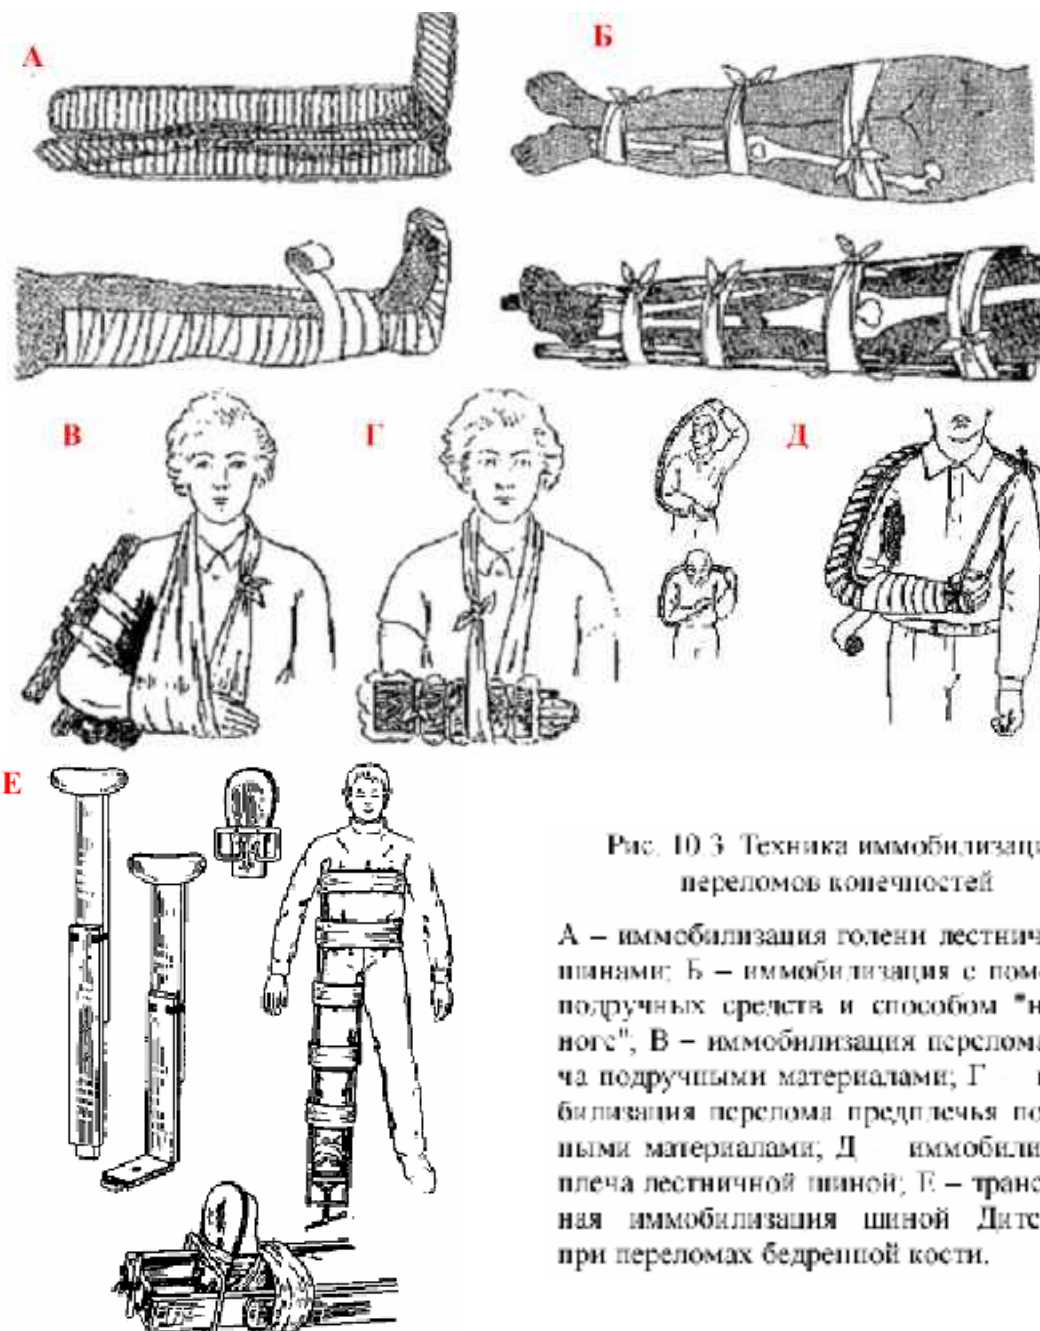 А
Б
В
Г
Д
Е
Рис. 10.3 Техника иммобилизаци
переломов конечностей
А – иммобилизация голени лестнич
шинами; Б – иммобилизация с пом
подручных средств и способом "н
ноге"; В – иммобилизация перелома
ча подручными материалами; Г –
билизация перелома предплечья по
ными материалами; Д – иммобили
плеча лестничной шиной; Е – транс
ная иммобилизация шиной Дитс
при переломах бедренной кости.